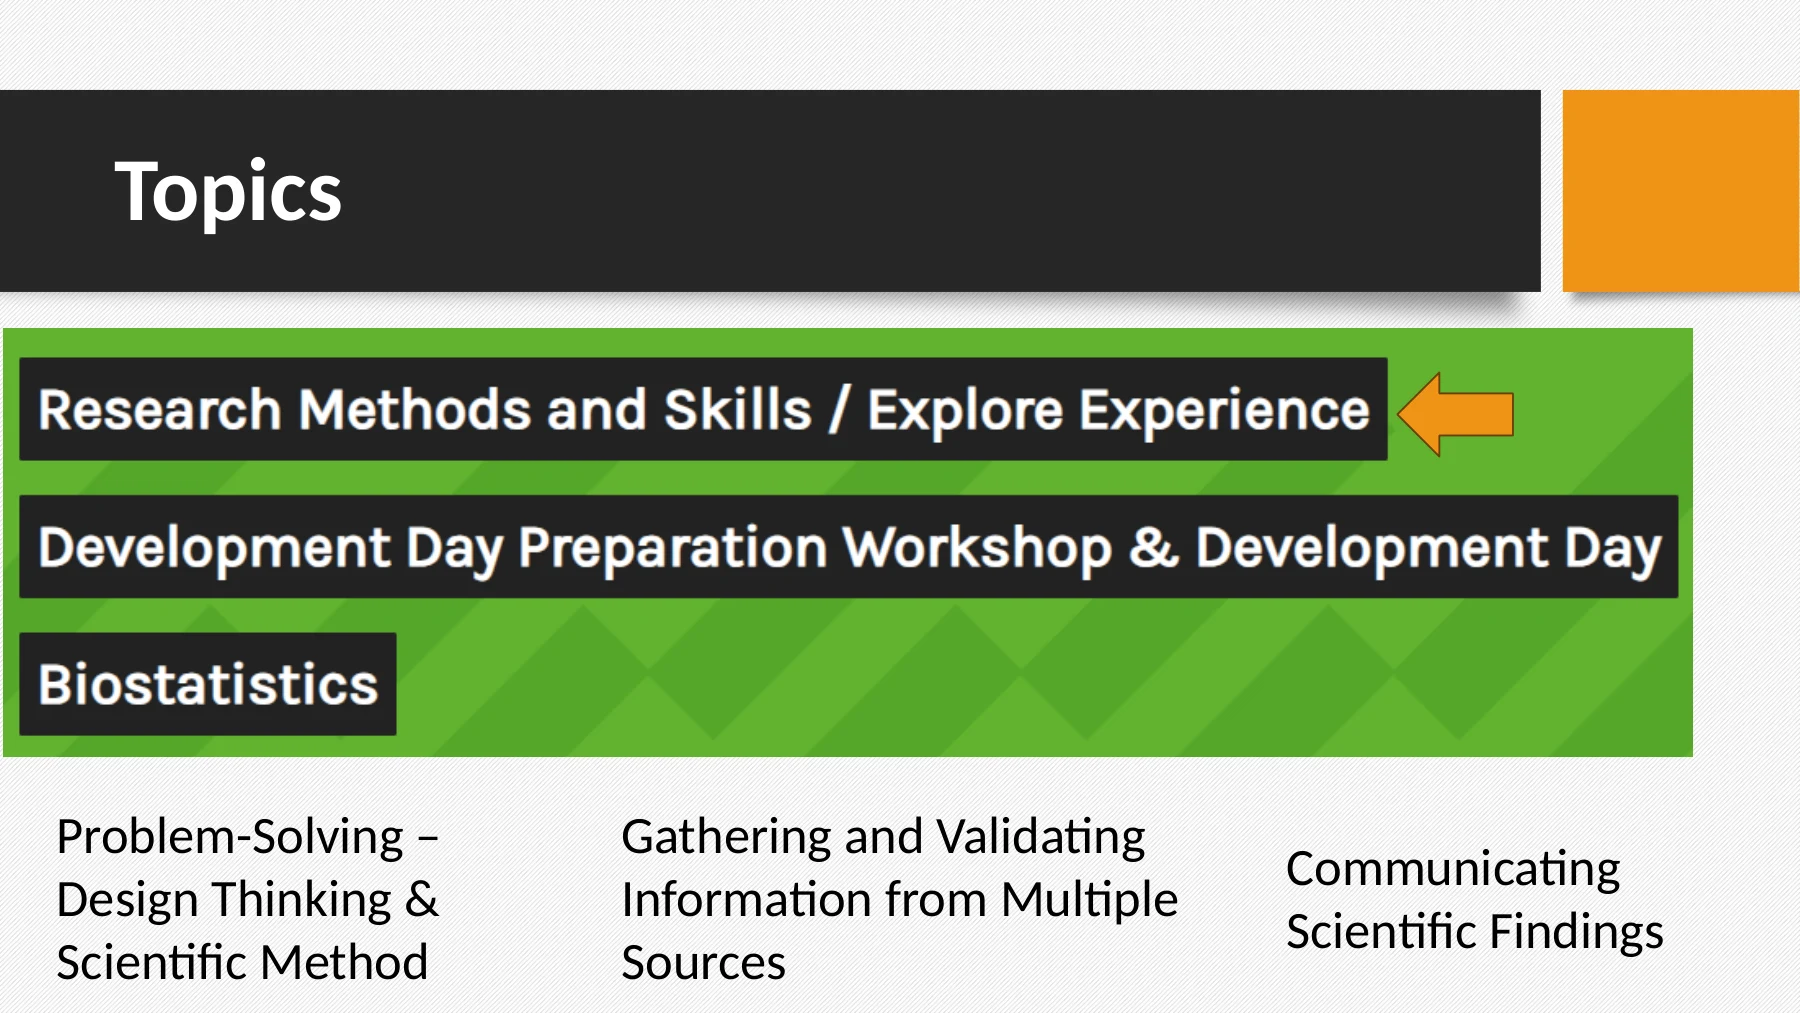 Topics
Research Methods and Skills / Explore Experience
Development Day Preparation Workshop & Development Day
Biostatistics
Problem-Solving –
Design Thinking &
Scientific Method
Gathering and Validating
Information from Multiple
Sources
Communicating
Scientific Findings